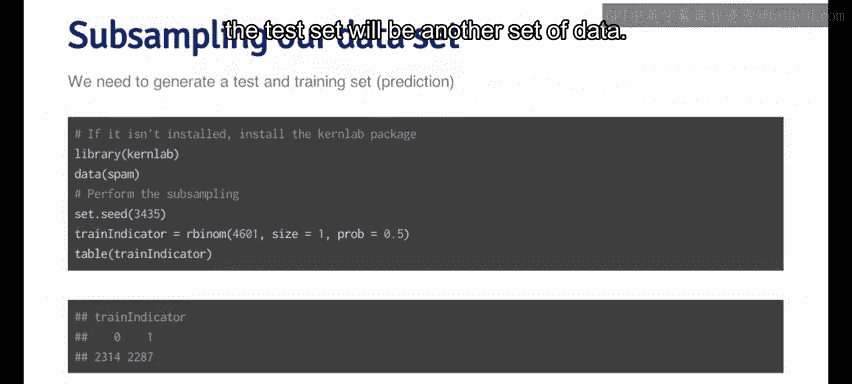 Subsampling our data set
the test set will be another set of data.
We need to generate a test and training set (prediction)
# If it isn't installed, install the kernlab package
library(kernlab)
data(spam)
# Perform the subsampling
set.seed(3435)
trainIndicator = rbinom(4601, size = 1, prob = 0.5)
table(trainIndicator)
## trainIndicator
##    0    1
## 2314 2287